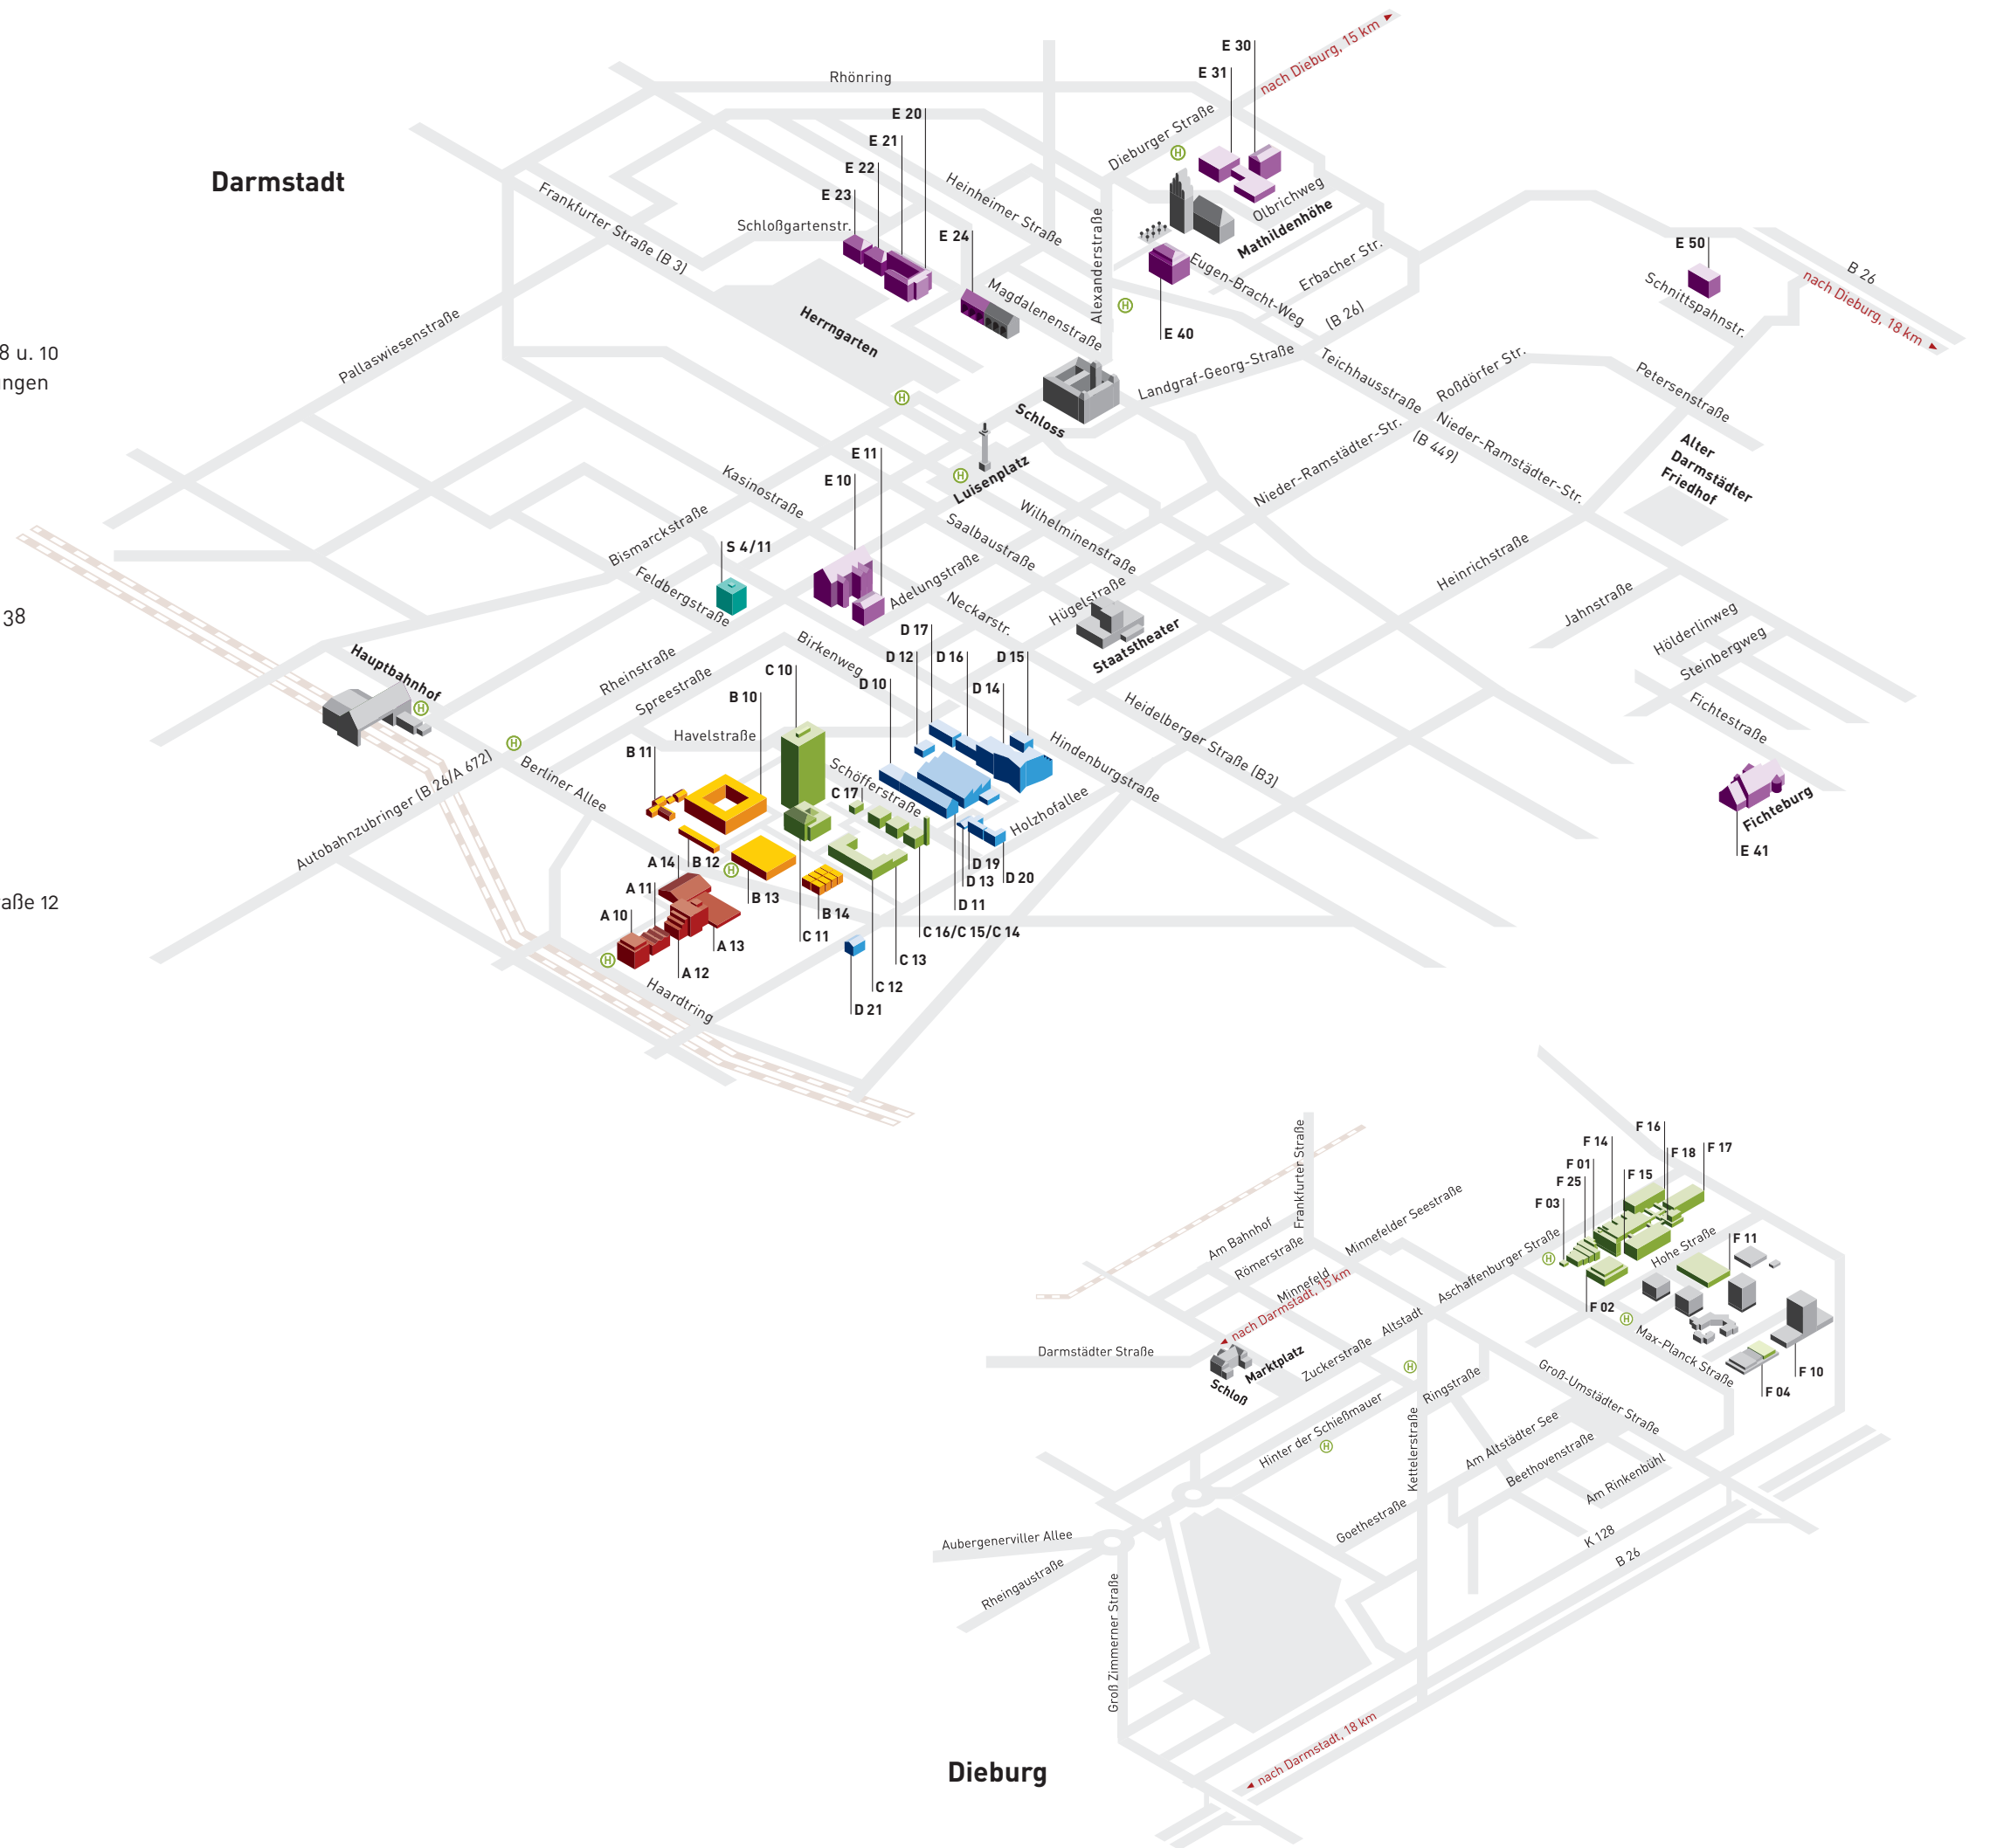 Darmstadt
8 u. 10
ngen
38
aße 12
Rhönring
nach Dieburg, 15 km
E 30
E 31
Dieburger Straße
E 20
E 21
E 22
E 23
Schloßgartenstr.
Frankfurter Straße (B 3)
Heinheimer Straße
E 24
Alexanderstraße
Olbrichweg
Mathildenhöhe
Erbacher Str.
Eugen-Bracht-Weg
(B 26)
E 40
E 50
Schnittspahnstr.
B 26
nach Dieburg, 18 km
Pallaswiesenstraße
Herrngarten
Magdalenenstraße
H
H
H
Schloss
Landgraf-Georg-Straße
Teichhausstraße
Roßdörfer Str.
Petersenstraße
Nieder-Ramstädter-Str.
(B 449)
Nieder-Ramstädter-Str.
Alter
Darmstädter
Friedhof
Kasinostraße
E 11
E 10
H
Luisenplatz
Bismarckstraße
S 4/11
Feldbergstraße
Saalbaustraße
Wilhelminenstraße
Adelungstraße
Neckarstr.
Hügelstraße
Staatstheater
Heinrichstraße
Jahnstraße
Hölderlinweg
Steinbergweg
Fichtestraße
Fichteburg
E 41
Hauptbahnhof
H
Rheinstraße
Spreestraße
Birkenweg
Havelstraße
C 10
B 10
B 11
D 17
D 12
D 16
D 15
D 10
D 14
Heidelberger Straße (B3)
Hindenburgstraße
H
Autobahnzubringer (B 26/A 672)
Berliner Allee
Schöfferstraße
C 17
Holzhofallee
A 14
B 12
H
A 11
B 13
A 10
B 14
D 19
D 13
D 20
D 11
C 11
C 16/C 15/C 14
A 13
C 13
A 12
C 12
D 21
H
Haardtring
Frankfurter Straße
F 16
F 14
F 18
F 17
F 01
F 15
F 25
F 03
Am Bahnhof
Römerstraße
Minnefelder Seestraße
Minnefeld
nach Darmstadt, 15 km
Aschaffenburger Straße
H
Hohe Straße
F 11
F 02
H
Max-Planck Straße
F 10
F 04
Darmstädter Straße
Schloß
Marktplatz
Zuckerstraße
Altstadt
H
Ringstraße
Groß-Umstädter Straße
Hinter der Schießmauer
H
Kettelerstraße
Am Altstädter See
Beethovenstraße
Am Rinkenbühl
Goethestraße
K 128
B 26
Aubergenerviller Allee
Rheingaustraße
Groß Zimmerner Straße
nach Darmstadt, 18 km
Dieburg